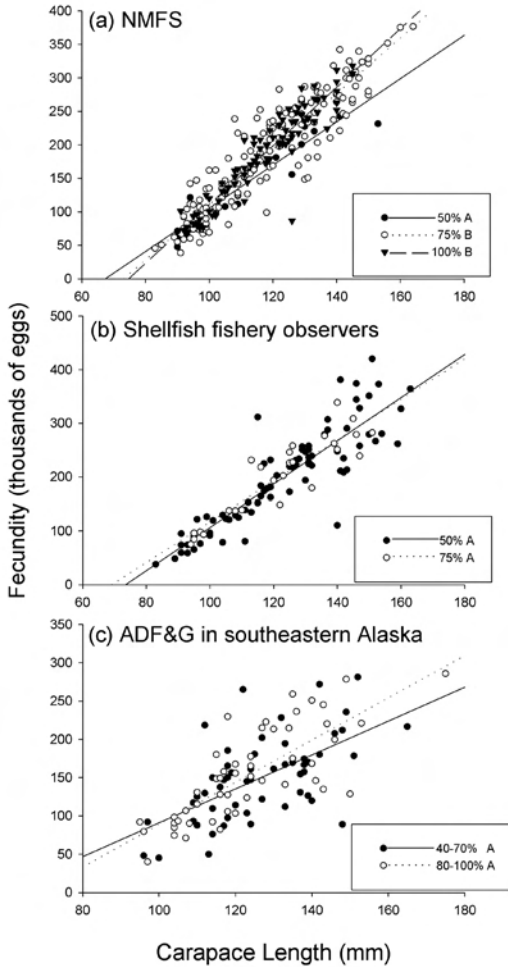 (a) NMFS
400
350
300
250
200
150
100
50
0
60 80 100 120 140 160 180
50% A
75% B
100% B
Fecundity (thousands of eggs)
(b) Shellfish fishery observers
500
400
300
200
100
0
60 80 100 120 140 160 180
50% A
75% A
(c) ADF&G in southeastern Alaska
350
300
250
200
150
100
50
0
80 100 120 140 160 180
40-70% A
80-100% A
Carapace Length (mm)